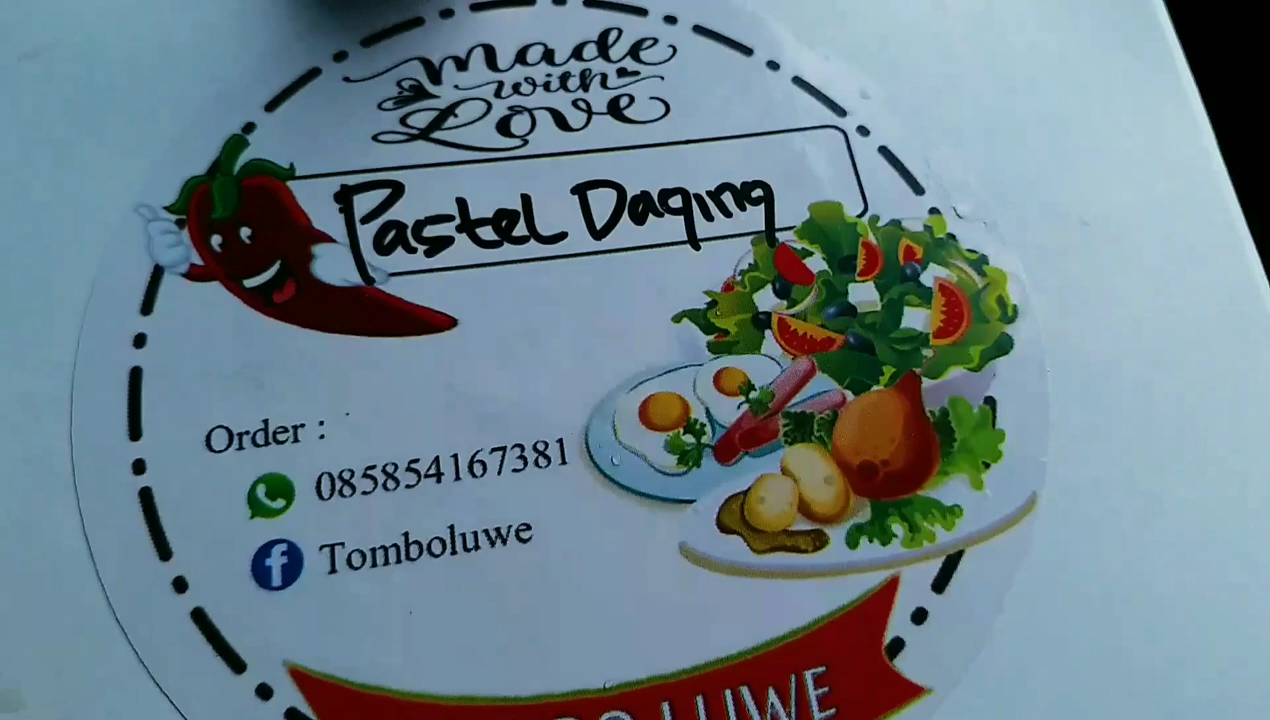 made
with
Love
Pastel Daging
Order :
085854167381
Tomboluwe